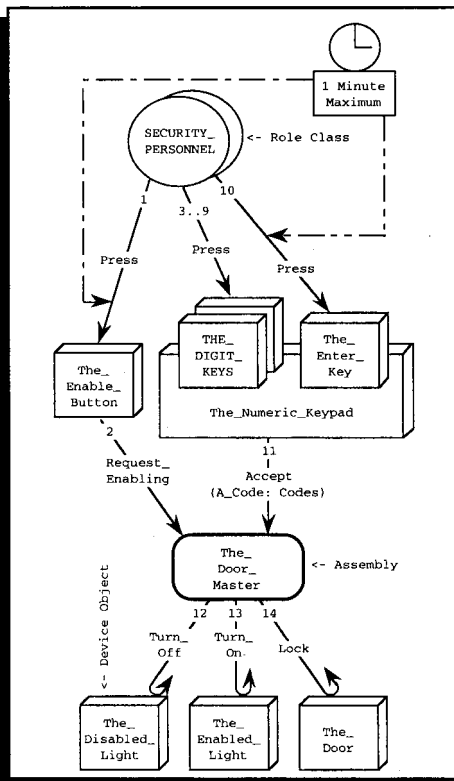 1 Minute
Maximum
SECURITY_
PERSONNEL
<- Role Class
1
3..9
10
Press
Press
Press
THE_
DIGIT_
KEYS
The_
Enter_
Key
The_
Enable_
Button
The_Numeric_Keypad
2
11
Request_
Enabling
Accept
(A_Code: Codes)
The_
Door_
Master
<- Assembly
12
13
14
<- Device Object
Turn_
Off
Turn_
On
Lock
The_
Disabled_
Light
The_
Enabled_
Light
The_
Door